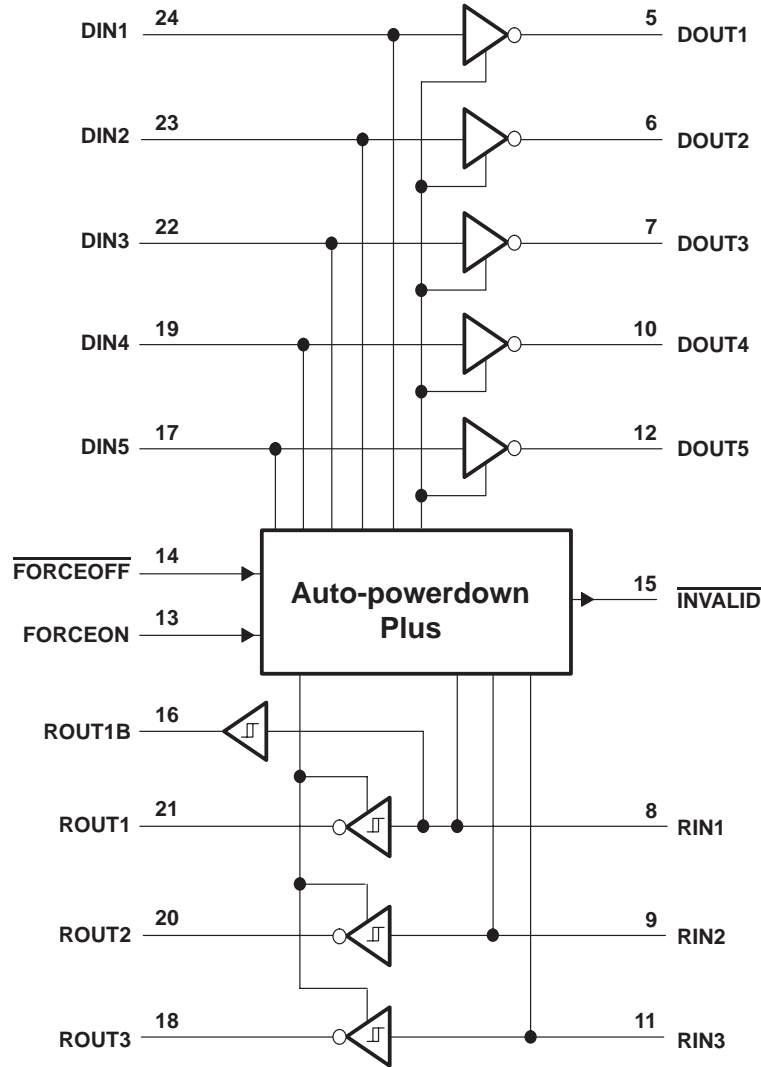 DIN1 24 5 DOUT1
DIN2 23 6 DOUT2
DIN3 22 7 DOUT3
DIN4 19 10 DOUT4
DIN5 17 12 DOUT5
FORCEOFF 14
Auto-powerdown
Plus
15 INVALID
FORCEON 13
ROUT1B 16
ROUT1 21 8 RIN1
ROUT2 20 9 RIN2
ROUT3 18 11 RIN3